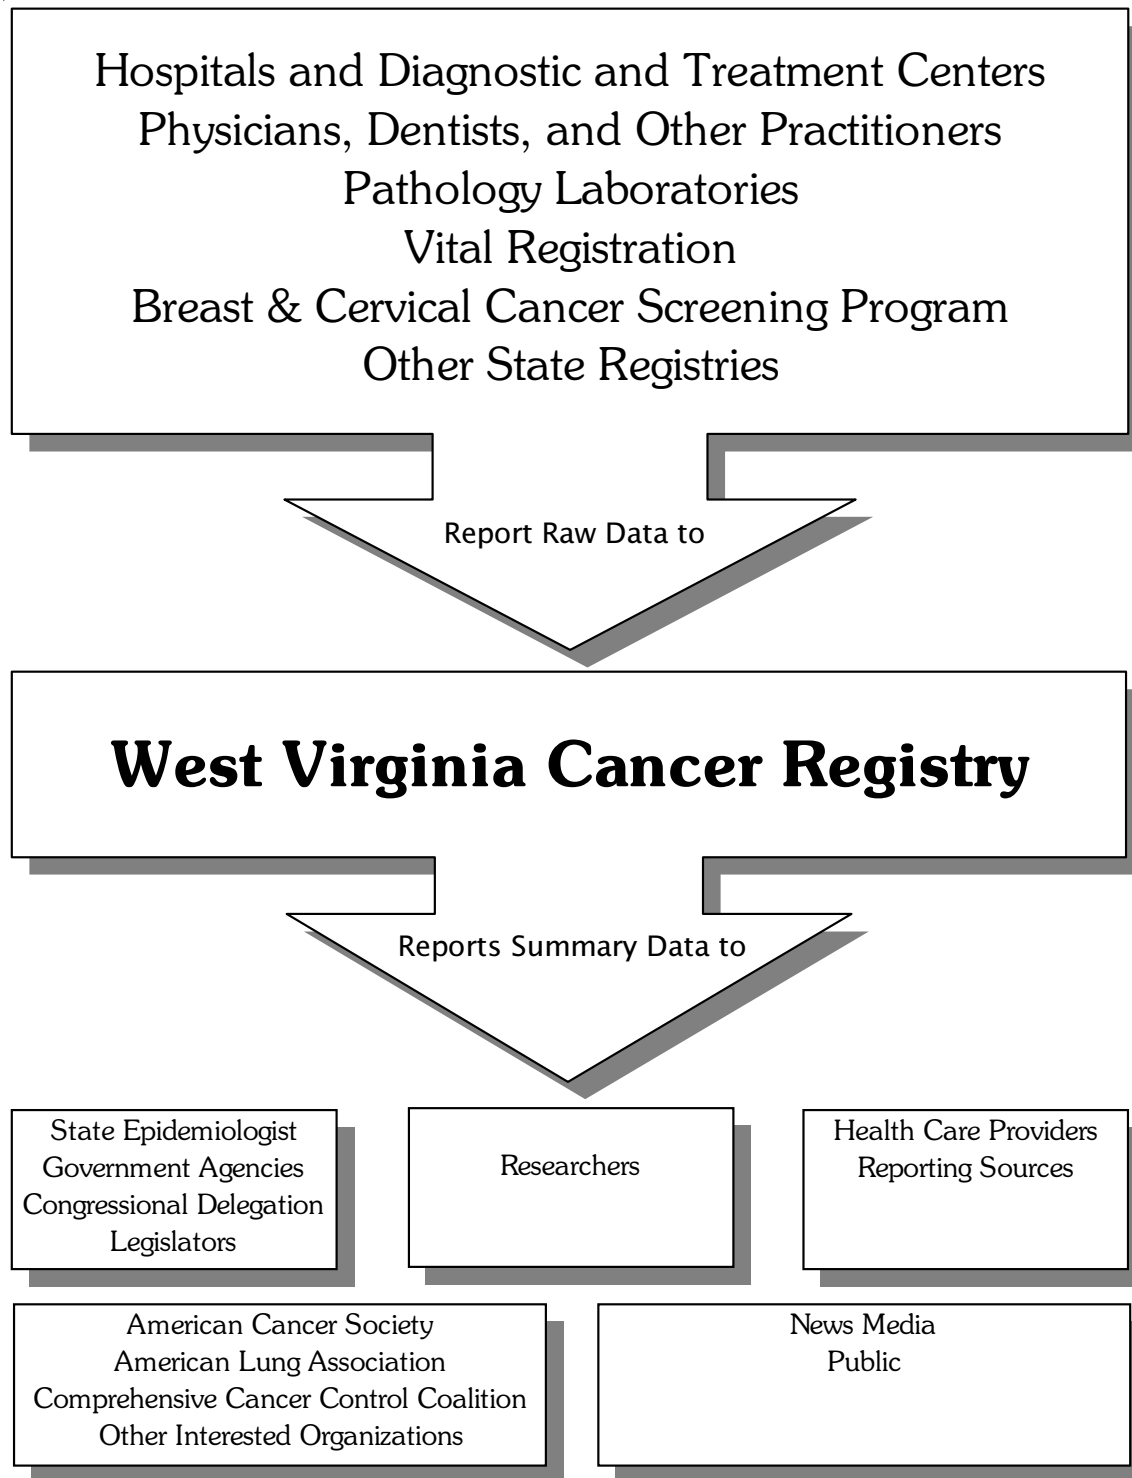 Hospitals and Diagnostic and Treatment Centers
Physicians, Dentists, and Other Practitioners
Pathology Laboratories
Vital Registration
Breast & Cervical Cancer Screening Program
Other State Registries
Report Raw Data to
West Virginia Cancer Registry
Reports Summary Data to
State Epidemiologist
Government Agencies
Congressional Delegation
Legislators
Researchers
Health Care Providers
Reporting Sources
American Cancer Society
American Lung Association
Comprehensive Cancer Control Coalition
Other Interested Organizations
News Media
Public